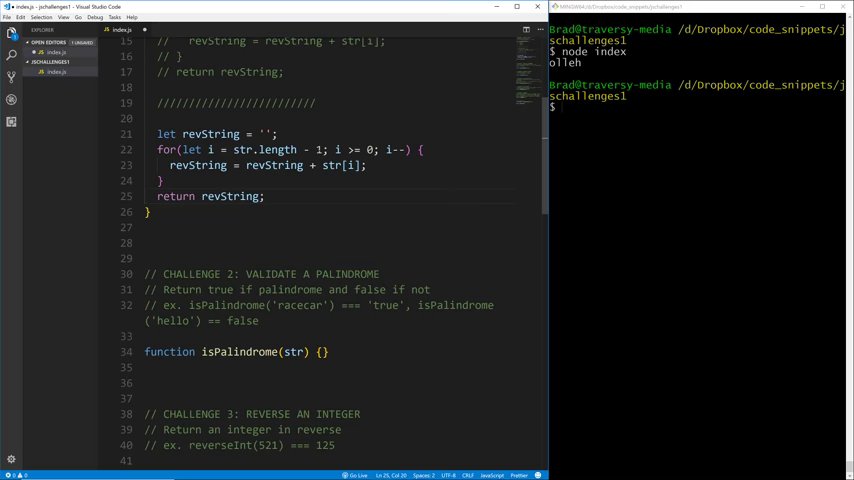 index.js - jschallenges1 - Visual Studio Code
File Edit Selection View Go Debug Tasks Help
EXPLORER
OPEN EDITORS 1 UNSAVED
index.js
JSCHALLENGES1
index.js
index.js
15 //   revString = revString + str[i];
16 // }
17 // return revString;
18
19 /////////////////////////
20
21 let revString = '';
22 for(let i = str.length - 1; i >= 0; i--) {
23 revString = revString + str[i];
24 }
25 return revString;
26 }
27
28
29
30 // CHALLENGE 2: VALIDATE A PALINDROME
31 // Return true if palindrome and false if not
32 // ex. isPalindrome('racecar') === 'true', isPalindrome
('hello') == false
33
34 function isPalindrome(str) {}
35
36
37
38 // CHALLENGE 3: REVERSE AN INTEGER
39 // Return an integer in reverse
40 // ex. reverseInt(521) === 125
41
0 0 Go Live Ln 25, Col 20 Spaces: 2 UTF-8 CRLF JavaScript Prettier
MINGW64:/d/Dropbox/code_snippets/jschallenges1
Brad@traversy-media /d/Dropbox/code_snippets/j
schallenges1
$ node index
olleh
Brad@traversy-media /d/Dropbox/code_snippets/j
schallenges1
$